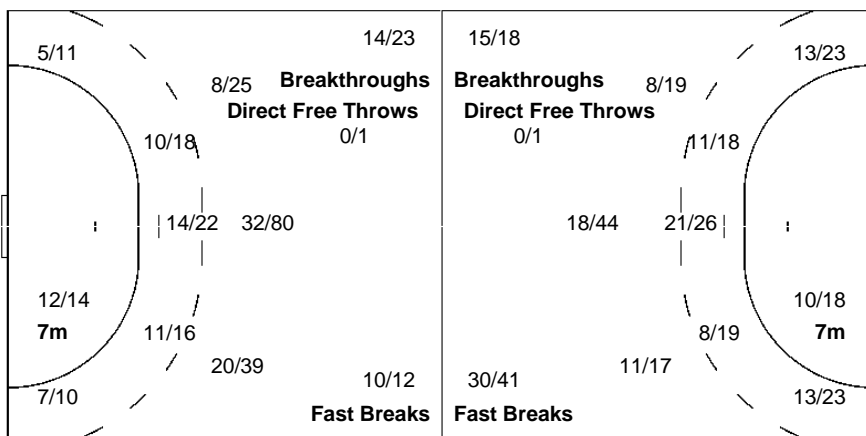 14/23 15/18
5/11 13/23
8/25 Breakthroughs Breakthroughs 8/19
Direct Free Throws Direct Free Throws
10/18 0/1 0/1 11/18
14/22 32/80 18/44 21/26
12/14 10/18
7m 11/16 8/19 7m
20/39 10/12 30/41 11/17
7/10 13/23
Fast Breaks Fast Breaks